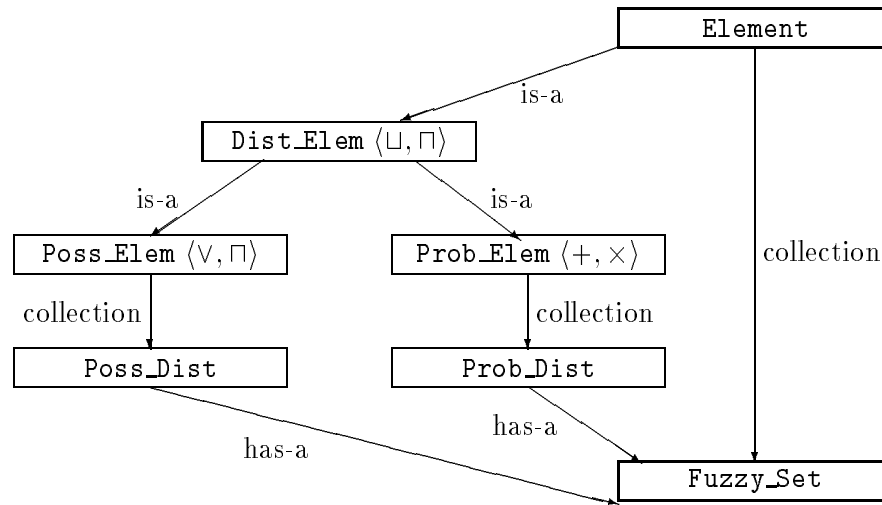 Element
is-a
Dist_Elem ⟨⊔, ⊓⟩
is-a
is-a
Poss_Elem ⟨∨, ⊓⟩
Prob_Elem ⟨+, ×⟩
collection
collection
collection
Poss_Dist
Prob_Dist
has-a
has-a
Fuzzy_Set